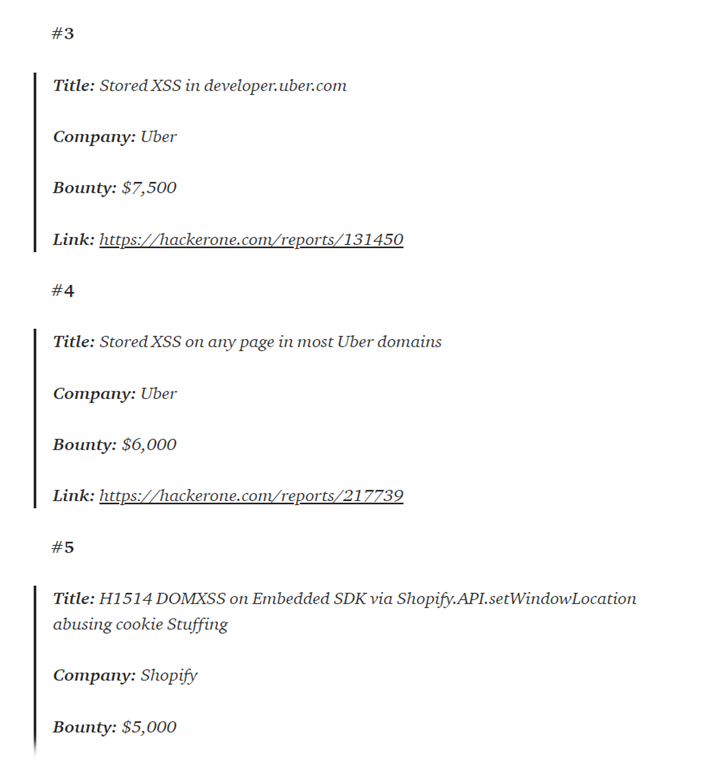 #3
Title: Stored XSS in developer.uber.com
Company: Uber
Bounty: $7,500
Link: https://hackerone.com/reports/131450
#4
Title: Stored XSS on any page in most Uber domains
Company: Uber
Bounty: $6,000
Link: https://hackerone.com/reports/217739
#5
Title: H1514 DOMXSS on Embedded SDK via Shopify.API.setWindowLocation
abusing cookie Stuffing
Company: Shopify
Bounty: $5,000